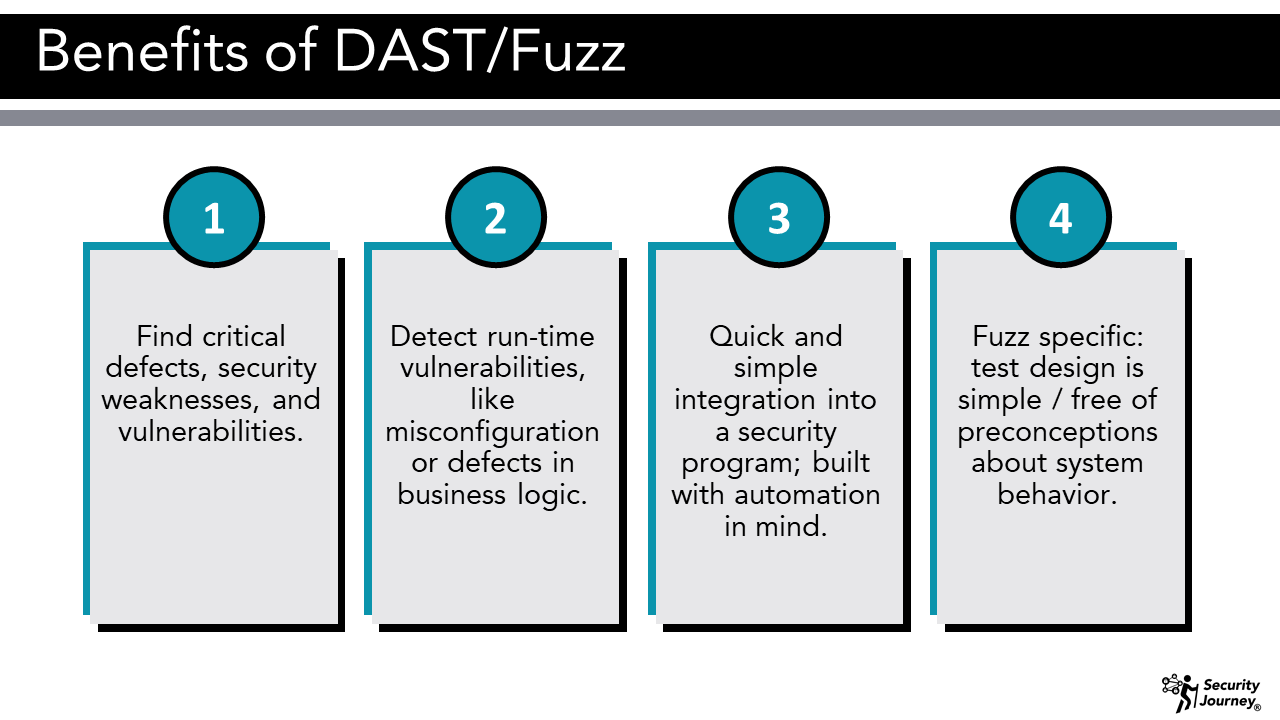 Benefits of DAST/Fuzz
1
Find critical
defects, security
weaknesses, and
vulnerabilities.
2
Detect run-time
vulnerabilities,
like
misconfiguration
or defects in
business logic.
3
Quick and
simple
integration into
a security
program; built
with automation
in mind.
4
Fuzz specific:
test design is
simple / free of
preconceptions
about system
behavior.
Security
Journey®